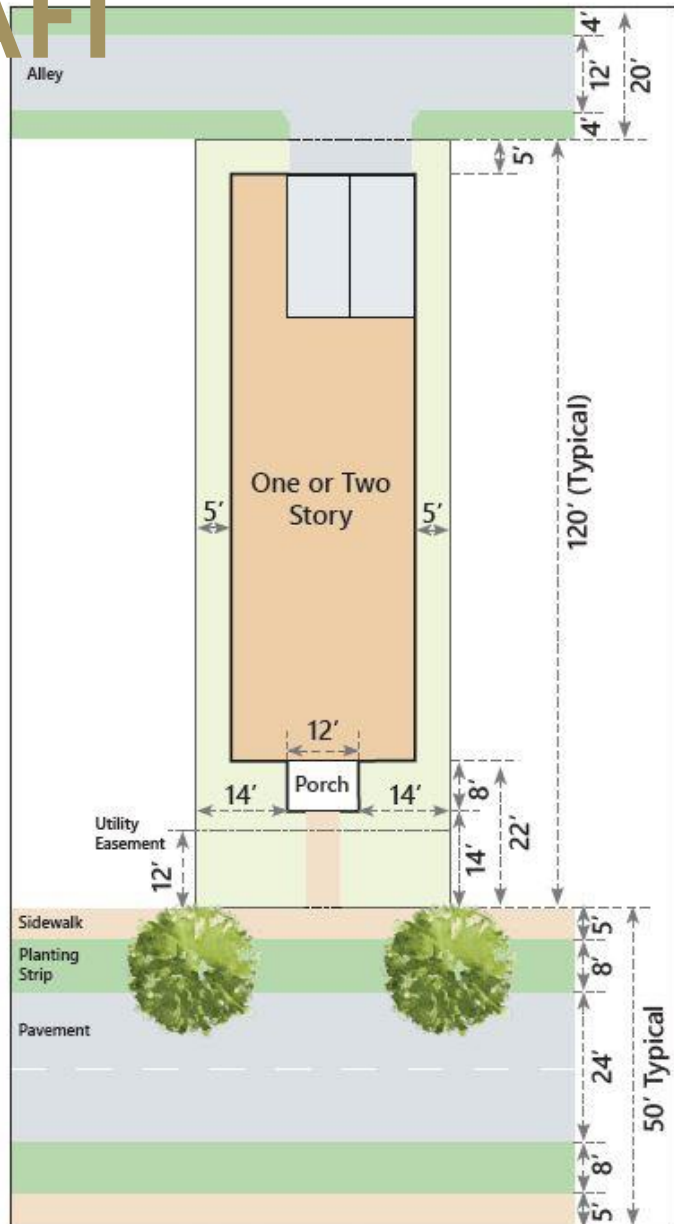 AFT
Alley
4'
12'
20'
4'
5'
120' (Typical)
One or Two
Story
5'
5'
12'
Porch
14'
14'
8'
22'
14'
Utility
Easement
12'
Sidewalk
5'
Planting
Strip
8'
Pavement
24'
50' Typical
8'
5'